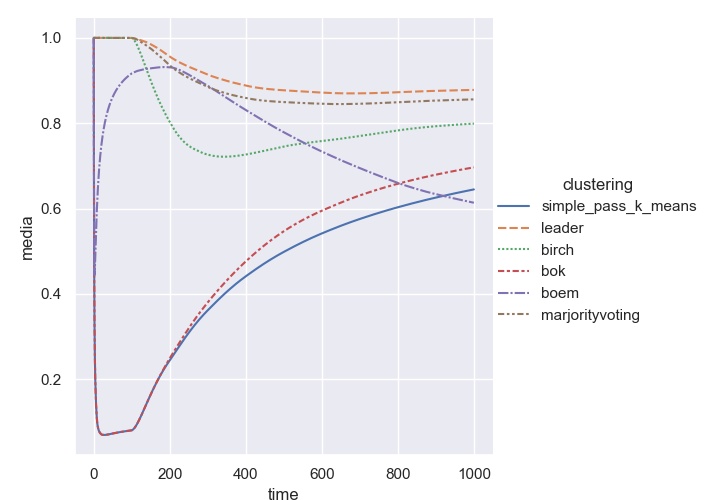 1.0
0.8
0.6
0.4
0.2
media
0
200
400
600
800
1000
time
clustering
simple_pass_k_means
leader
birch
bok
boem
marjorityvoting